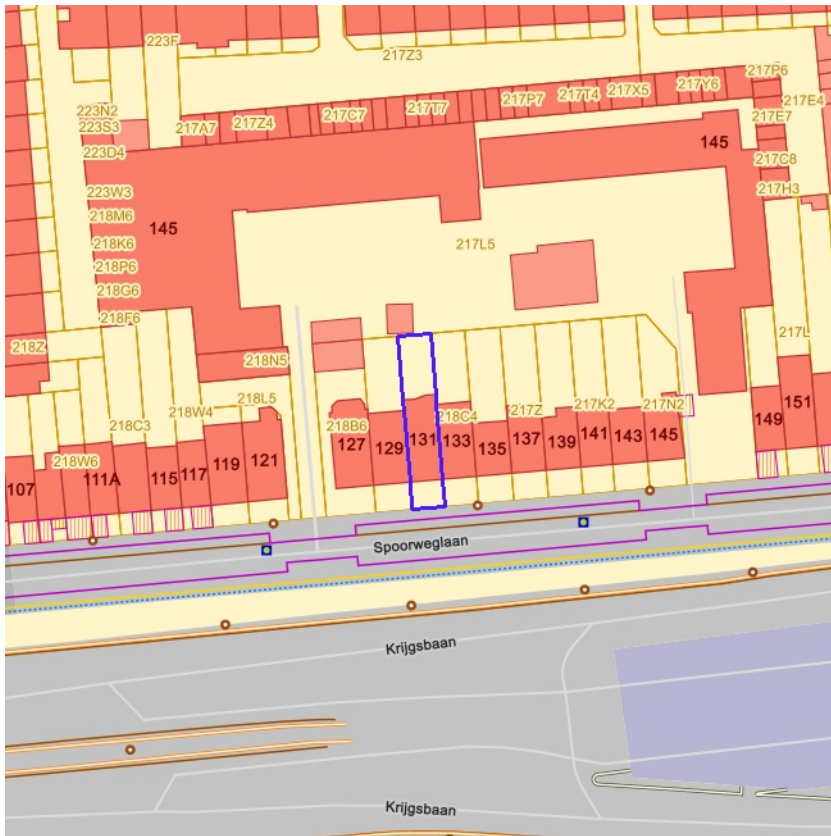 223F
217Z3
217P6
217Y6
217X5
217T4
217P7
217T7
217C7
217Z4
217A7
217E4
217E7
223N2
223S3
223D4
145
217C8
217H3
223W3
218M6
145
218K6
217L5
218P6
218G6
218F6
218Z
218N5
217L
218L5
218W4
218C3
218B6
218C4
217Z
217K2
217N2
127
129
131
133
135
137
139
141
143
145
149
151
218W6
107
111A
115
117
119
121
Spoorweglaan
Krijgsbaan
Krijgsbaan